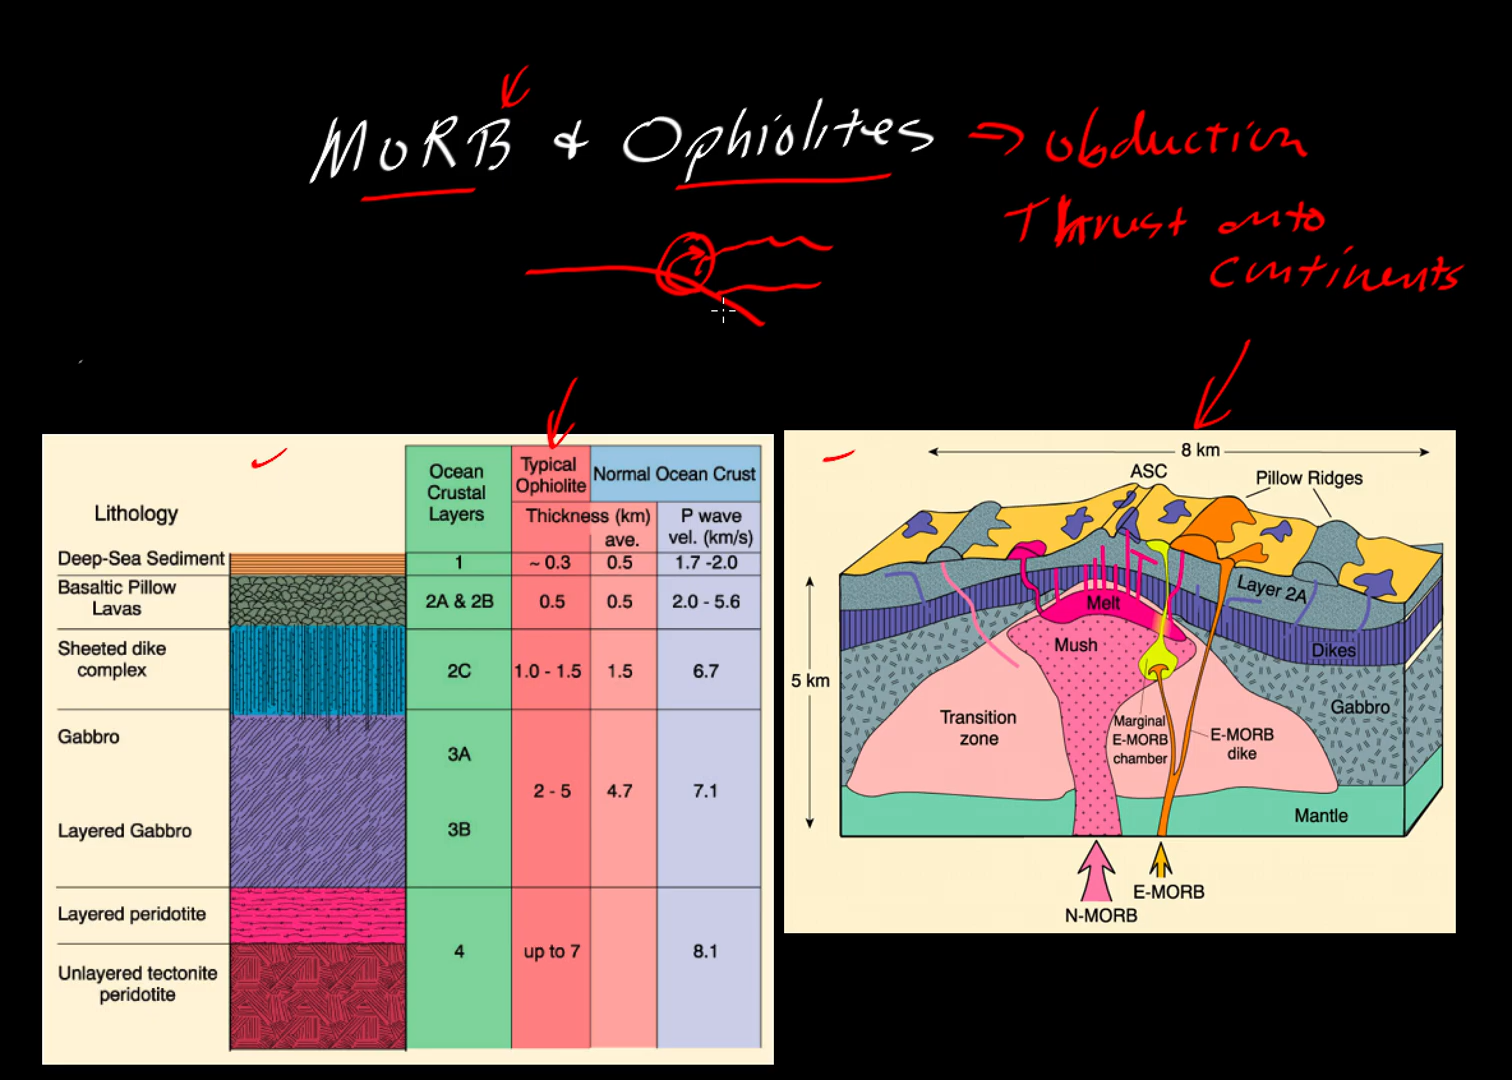 MORB & Ophiolites ⇒ obduction
Thrust onto
continents
Lithology
Ocean
Crustal
Layers
Typical
Ophiolite
Normal Ocean Crust
Thickness (km)
ave.
P wave
vel. (km/s)
Deep-Sea Sediment 1 ~ 0.3 0.5 1.7 -2.0
Basaltic Pillow
Lavas
2A & 2B 0.5 0.5 2.0 - 5.6
Sheeted dike
complex
2C 1.0 - 1.5 1.5 6.7
Gabbro
3A
2 - 5 4.7 7.1
Layered Gabbro 3B
Layered peridotite
4 up to 7 8.1
Unlayered tectonite
peridotite
8 km
ASC
Pillow Ridges
Layer 2A
Melt
Mush
Dikes
5 km
Gabbro
Transition
zone
Marginal
E-MORB
chamber
E-MORB
dike
Mantle
E-MORB
N-MORB